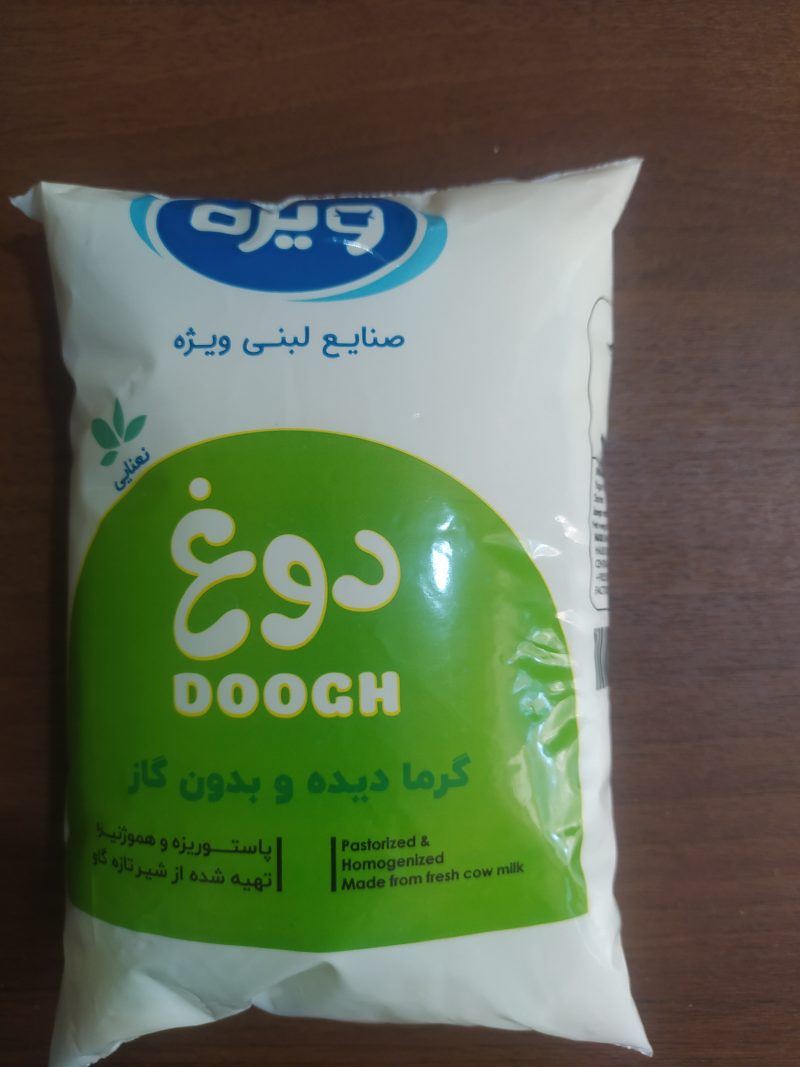 ویژه
صنایع لبنی ویژه
نعنایی
دوغ
DOOGH
گرما دیده و بدون گاز
پاستوریزه و هموژنیزه
تهیه شده از شیر تازه گاو
Pastorized &
Homogenized
Made from fresh cow milk